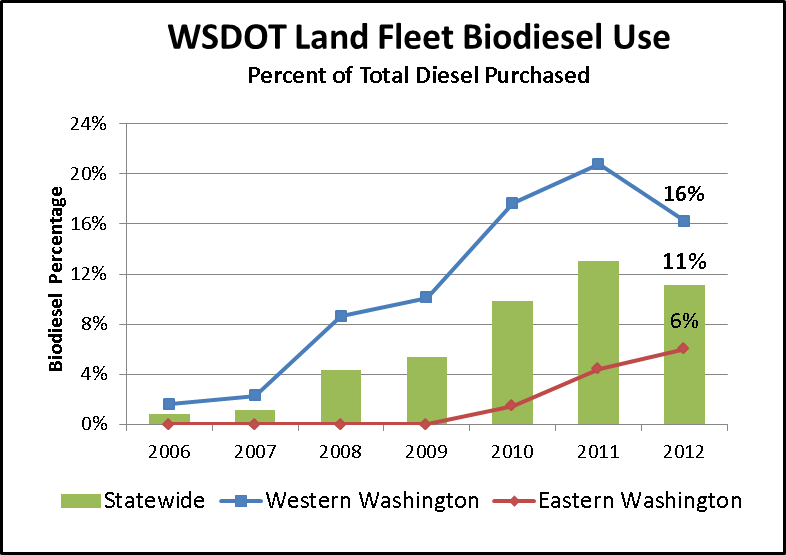 WSDOT Land Fleet Biodiesel Use
Percent of Total Diesel Purchased
Biodiesel Percentage
24%
20%
16%
12%
8%
4%
0%
16%
11%
6%
2006 2007 2008 2009 2010 2011 2012
Statewide Western Washington Eastern Washington